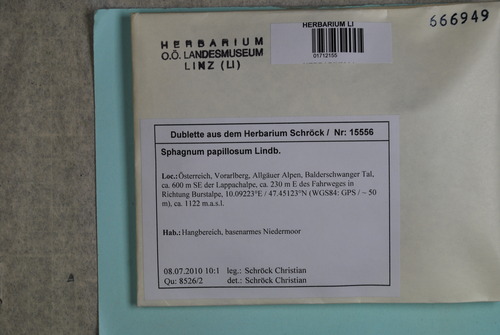 666949
HERBARIUM LI
01712155
HERBARIUM
O.Ö. LANDESMUSEUM
LINZ (LI)
Dublette aus dem Herbarium Schröck / Nr: 15556
Sphagnum papillosum Lindb.
Loc.:Österreich, Vorarlberg, Allgäuer Alpen, Balderschwanger Tal,
ca. 600 m SE der Lappachalpe, ca. 230 m E des Fahrweges in
Richtung Burstalpe, 10.09223°E / 47.45123°N (WGS84: GPS / ~ 50
m), ca. 1122 m.a.s.l.
Hab.:Hangbereich, basenarmes Niedermoor
08.07.2010 10:1 leg.: Schröck Christian
Qu: 8526/2 det.: Schröck Christian